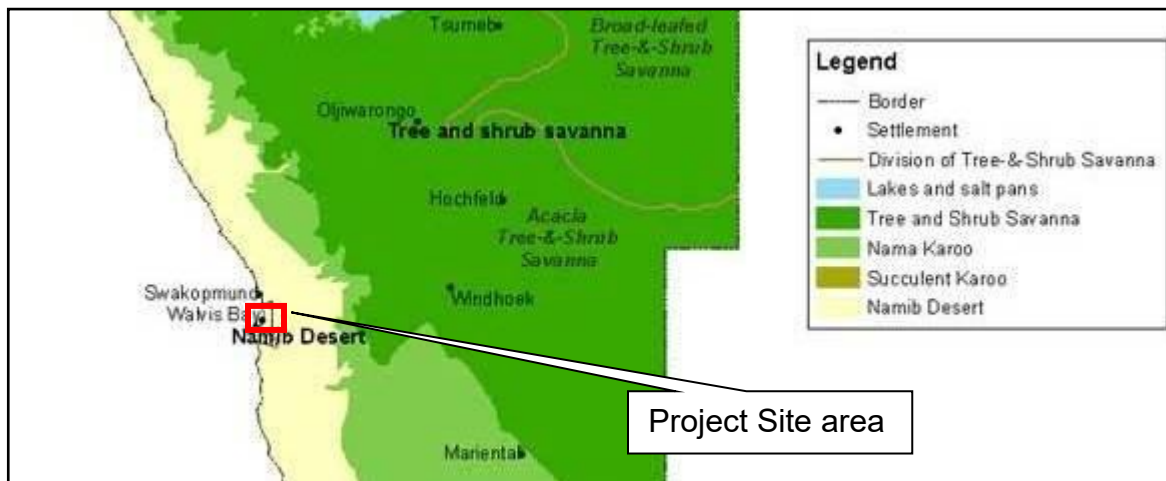 Tsumeb
Broad-leafed
Tree-&-Shrub
Savanna
Otjiwarongo
Tree and shrub savanna
Hochfeld
Acacia
Tree-&-Shrub
Savanna
Swakopmund
Windhoek
Walvis Bay
Namib Desert
Mariental
Project Site area
Legend
Border
Settlement
Division of Tree-&-Shrub Savanna
Lakes and salt pans
Tree and Shrub Savanna
Nama Karoo
Succulent Karoo
Namib Desert